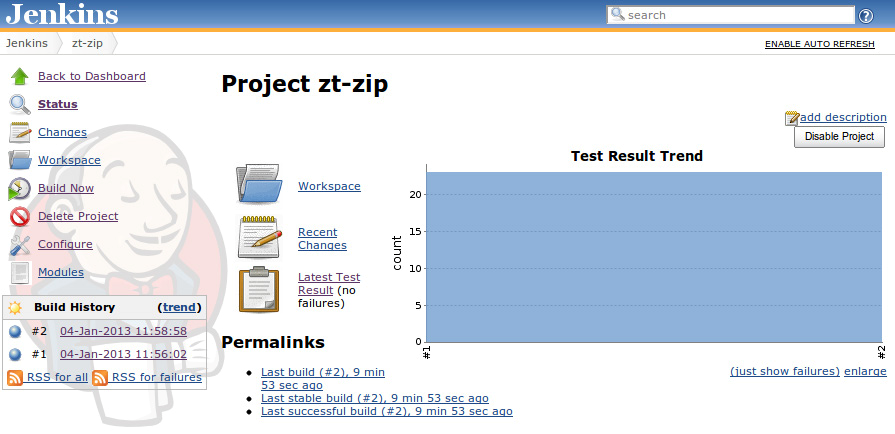 Jenkins
search
Jenkins
zt-zip
ENABLE AUTO REFRESH
Back to Dashboard
Status
Changes
Workspace
Build Now
Delete Project
Configure
Modules
Build History (trend)
#2 04-Jan-2013 11:58:58
#1 04-Jan-2013 11:56:02
RSS for all RSS for failures
Project zt-zip
add description
Disable Project
Workspace
Recent
Changes
Latest Test
Result (no
failures)
Test Result Trend
count
20
15
10
5
0
#1
#2
(just show failures) enlarge
Permalinks
Last build (#2), 9 min
53 sec ago
Last stable build (#2), 9 min 53 sec ago
Last successful build (#2), 9 min 53 sec ago